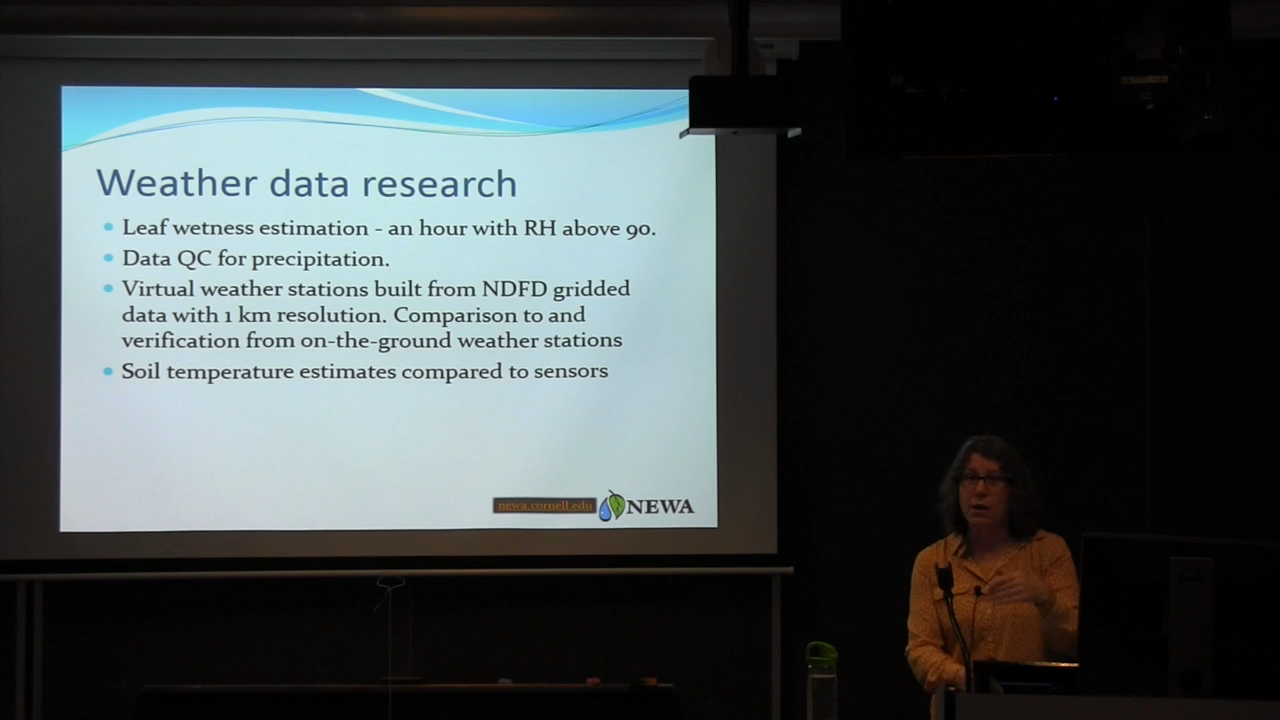 Weather data research
Leaf wetness estimation - an hour with RH above 90.
Data QC for precipitation.
Virtual weather stations built from NDFD gridded
data with 1 km resolution. Comparison to and
verification from on-the-ground weather stations
Soil temperature estimates compared to sensors
newa.cornell.edu NEWA